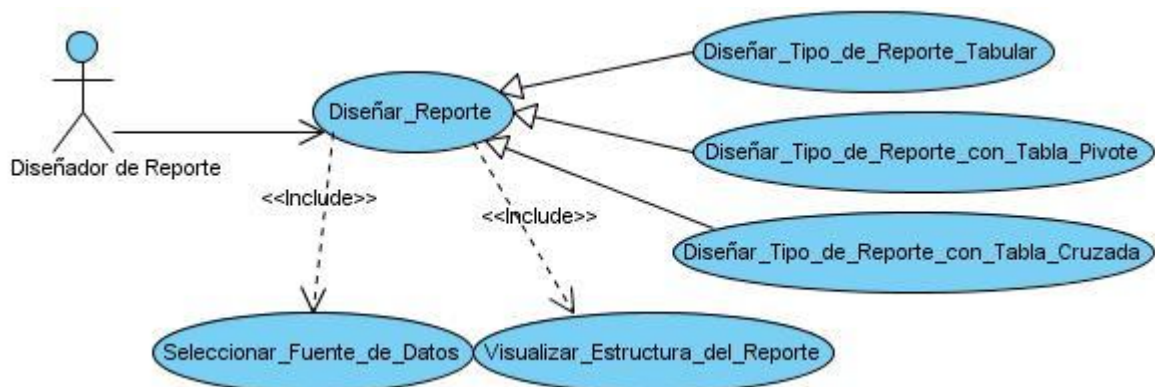 Diseñar_Tipo_de_Reporte_Tabular
Diseñar_Reporte
Diseñar_Tipo_de_Reporte_con_Tabla_Pivote
Diseñador de Reporte
<<Include>>
<<Include>>
Diseñar_Tipo_de_Reporte_con_Tabla_Cruzada
Seleccionar_Fuente_de_Datos
Visualizar_Estructura_del_Reporte